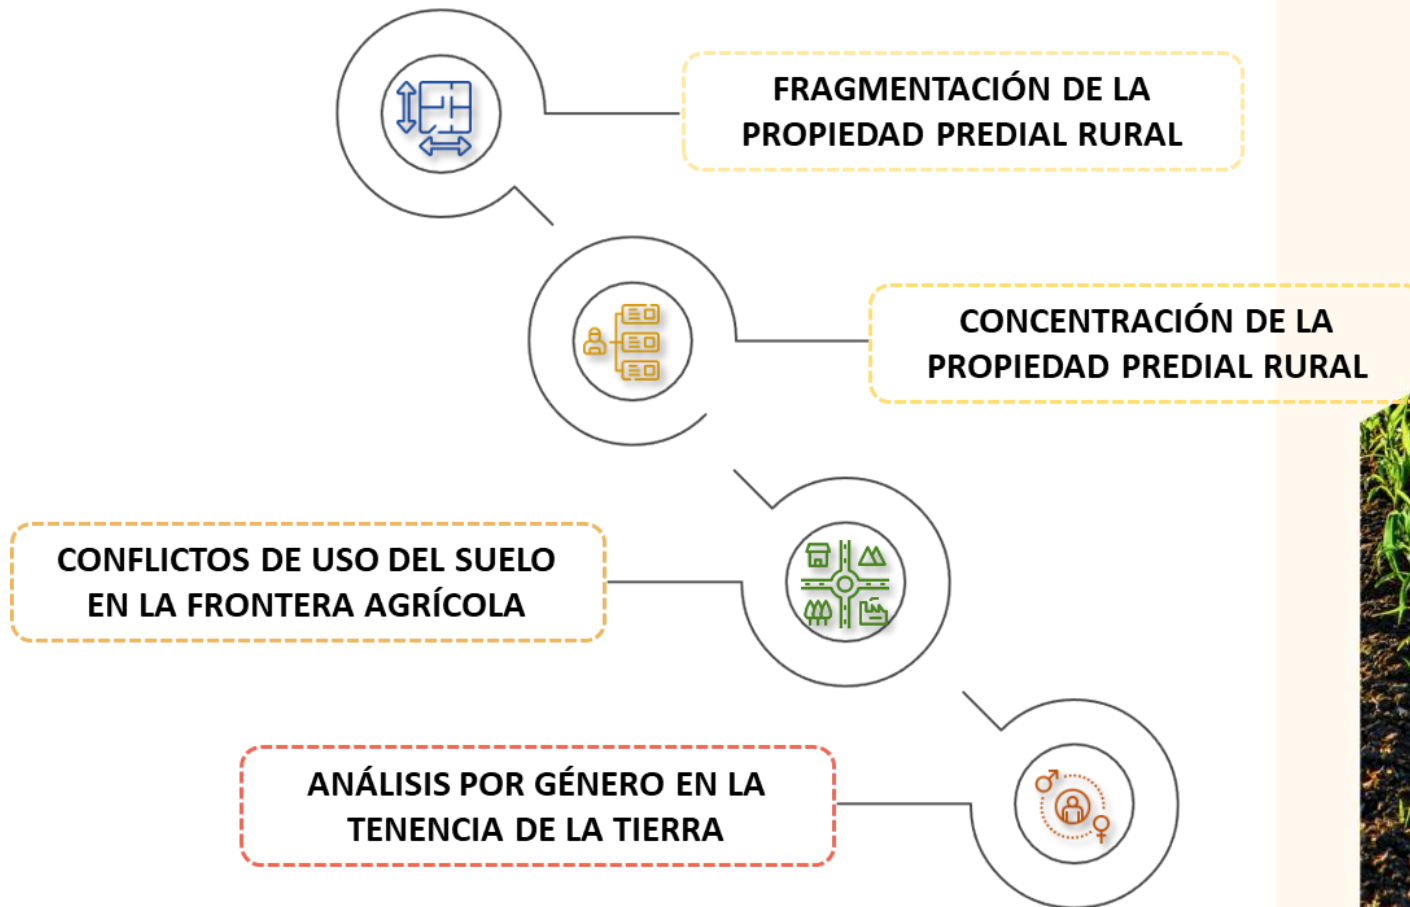 FRAGMENTACIÓN DE LA
PROPIEDAD PREDIAL RURAL
CONCENTRACIÓN DE LA
PROPIEDAD PREDIAL RURAL
CONFLICTOS DE USO DEL SUELO
EN LA FRONTERA AGRÍCOLA
ANÁLISIS POR GÉNERO EN LA
TENENCIA DE LA TIERRA